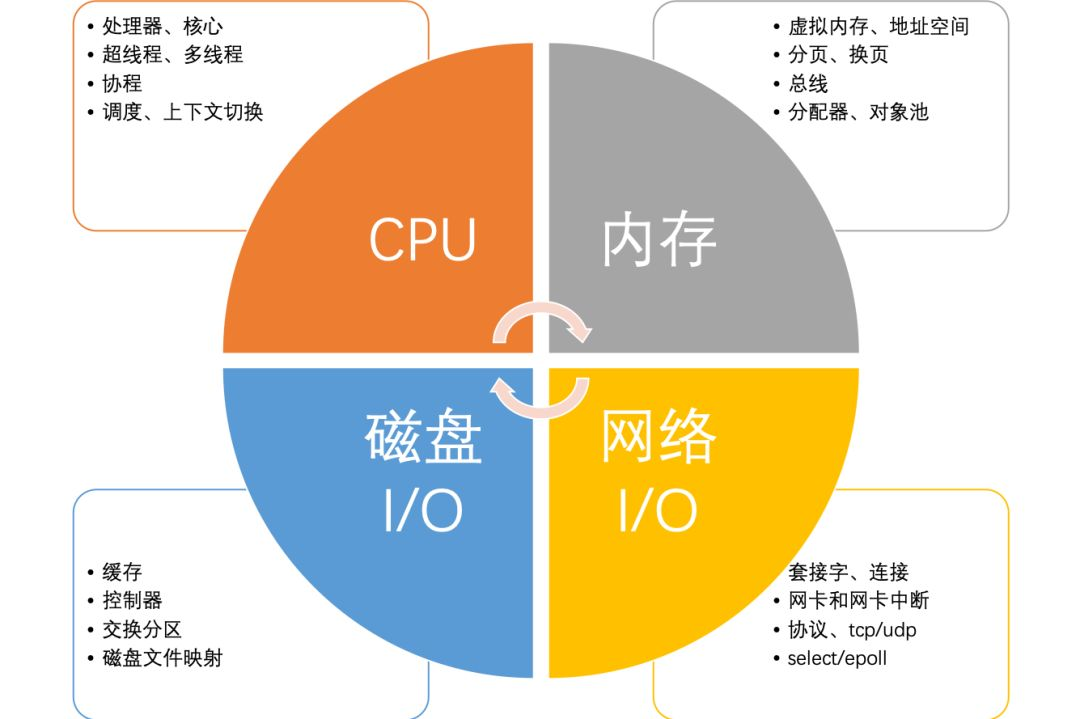 • 处理器、核心
• 超线程、多线程
• 协程
• 调度、上下文切换
• 虚拟内存、地址空间
• 分页、换页
• 总线
• 分配器、对象池
CPU
内存
磁盘
I/O
网络
I/O
• 缓存
• 控制器
• 交换分区
• 磁盘文件映射
套接字、连接
• 网卡和网卡中断
• 协议、tcp/udp
• select/epoll